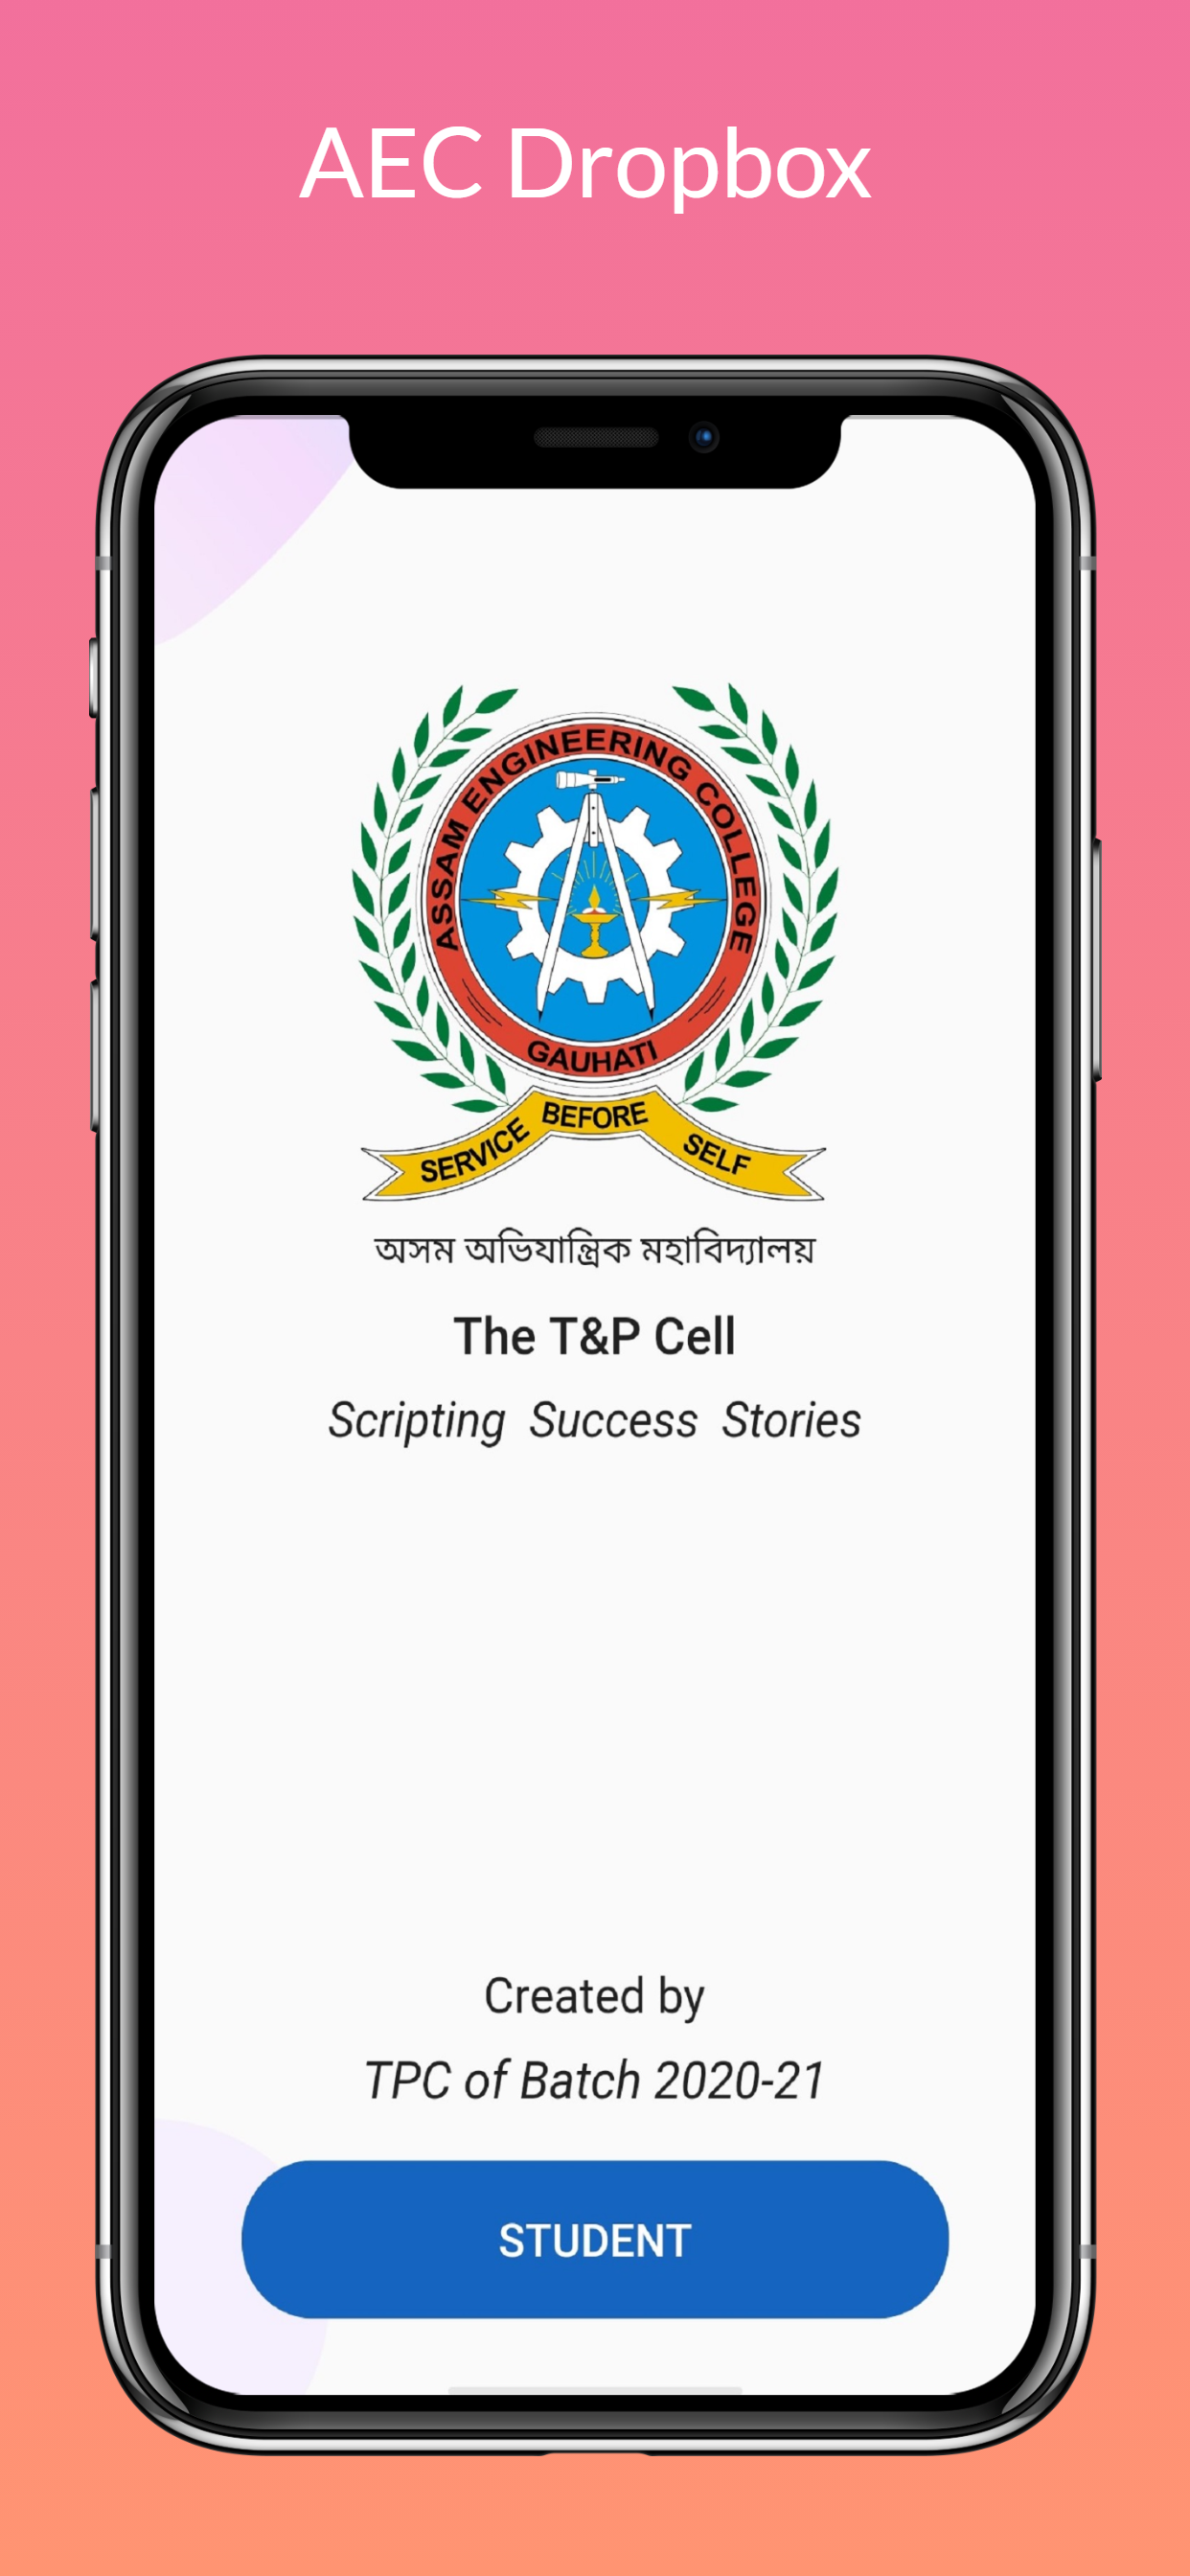 AEC Dropbox
ASSAM ENGINEERING COLLEGE
GAUHATI
SERVICE BEFORE SELF
অসম অভিযান্ত্ৰিক মহাবিদ্যালয়
The T&P Cell
Scripting Success Stories
Created by
TPC of Batch 2020-21
STUDENT